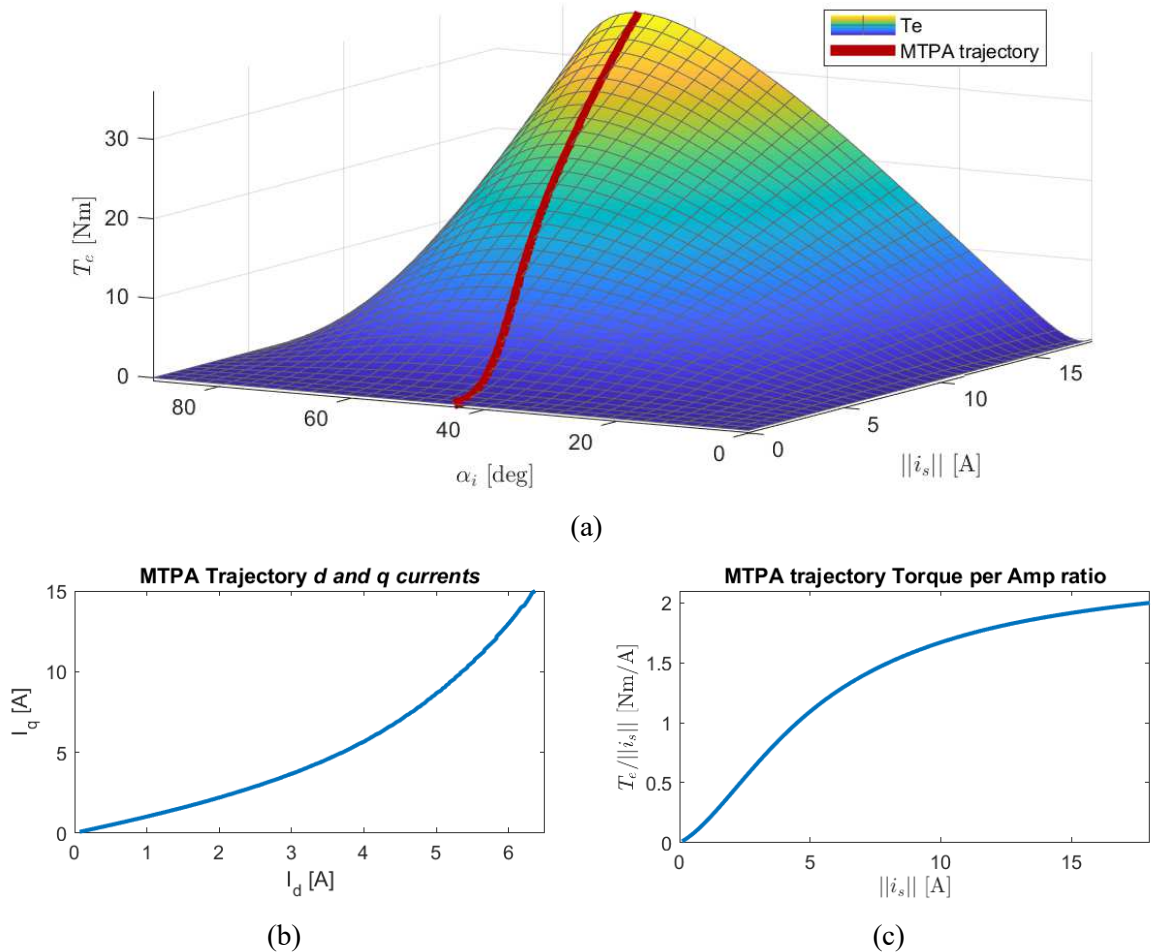 Te
MTPA trajectory
30
20
10
0
T_e [Nm]
80
60
40
20
0
α_i [deg]
0
5
10
15
||i_s|| [A]
(a)
MTPA Trajectory d and q currents
15
10
5
0
I_q [A]
0 1 2 3 4 5 6
I_d [A]
(b)
MTPA trajectory Torque per Amp ratio
2
1.5
1
0.5
0
T_e/||i_s|| [Nm/A]
0 5 10 15
||i_s|| [A]
(c)